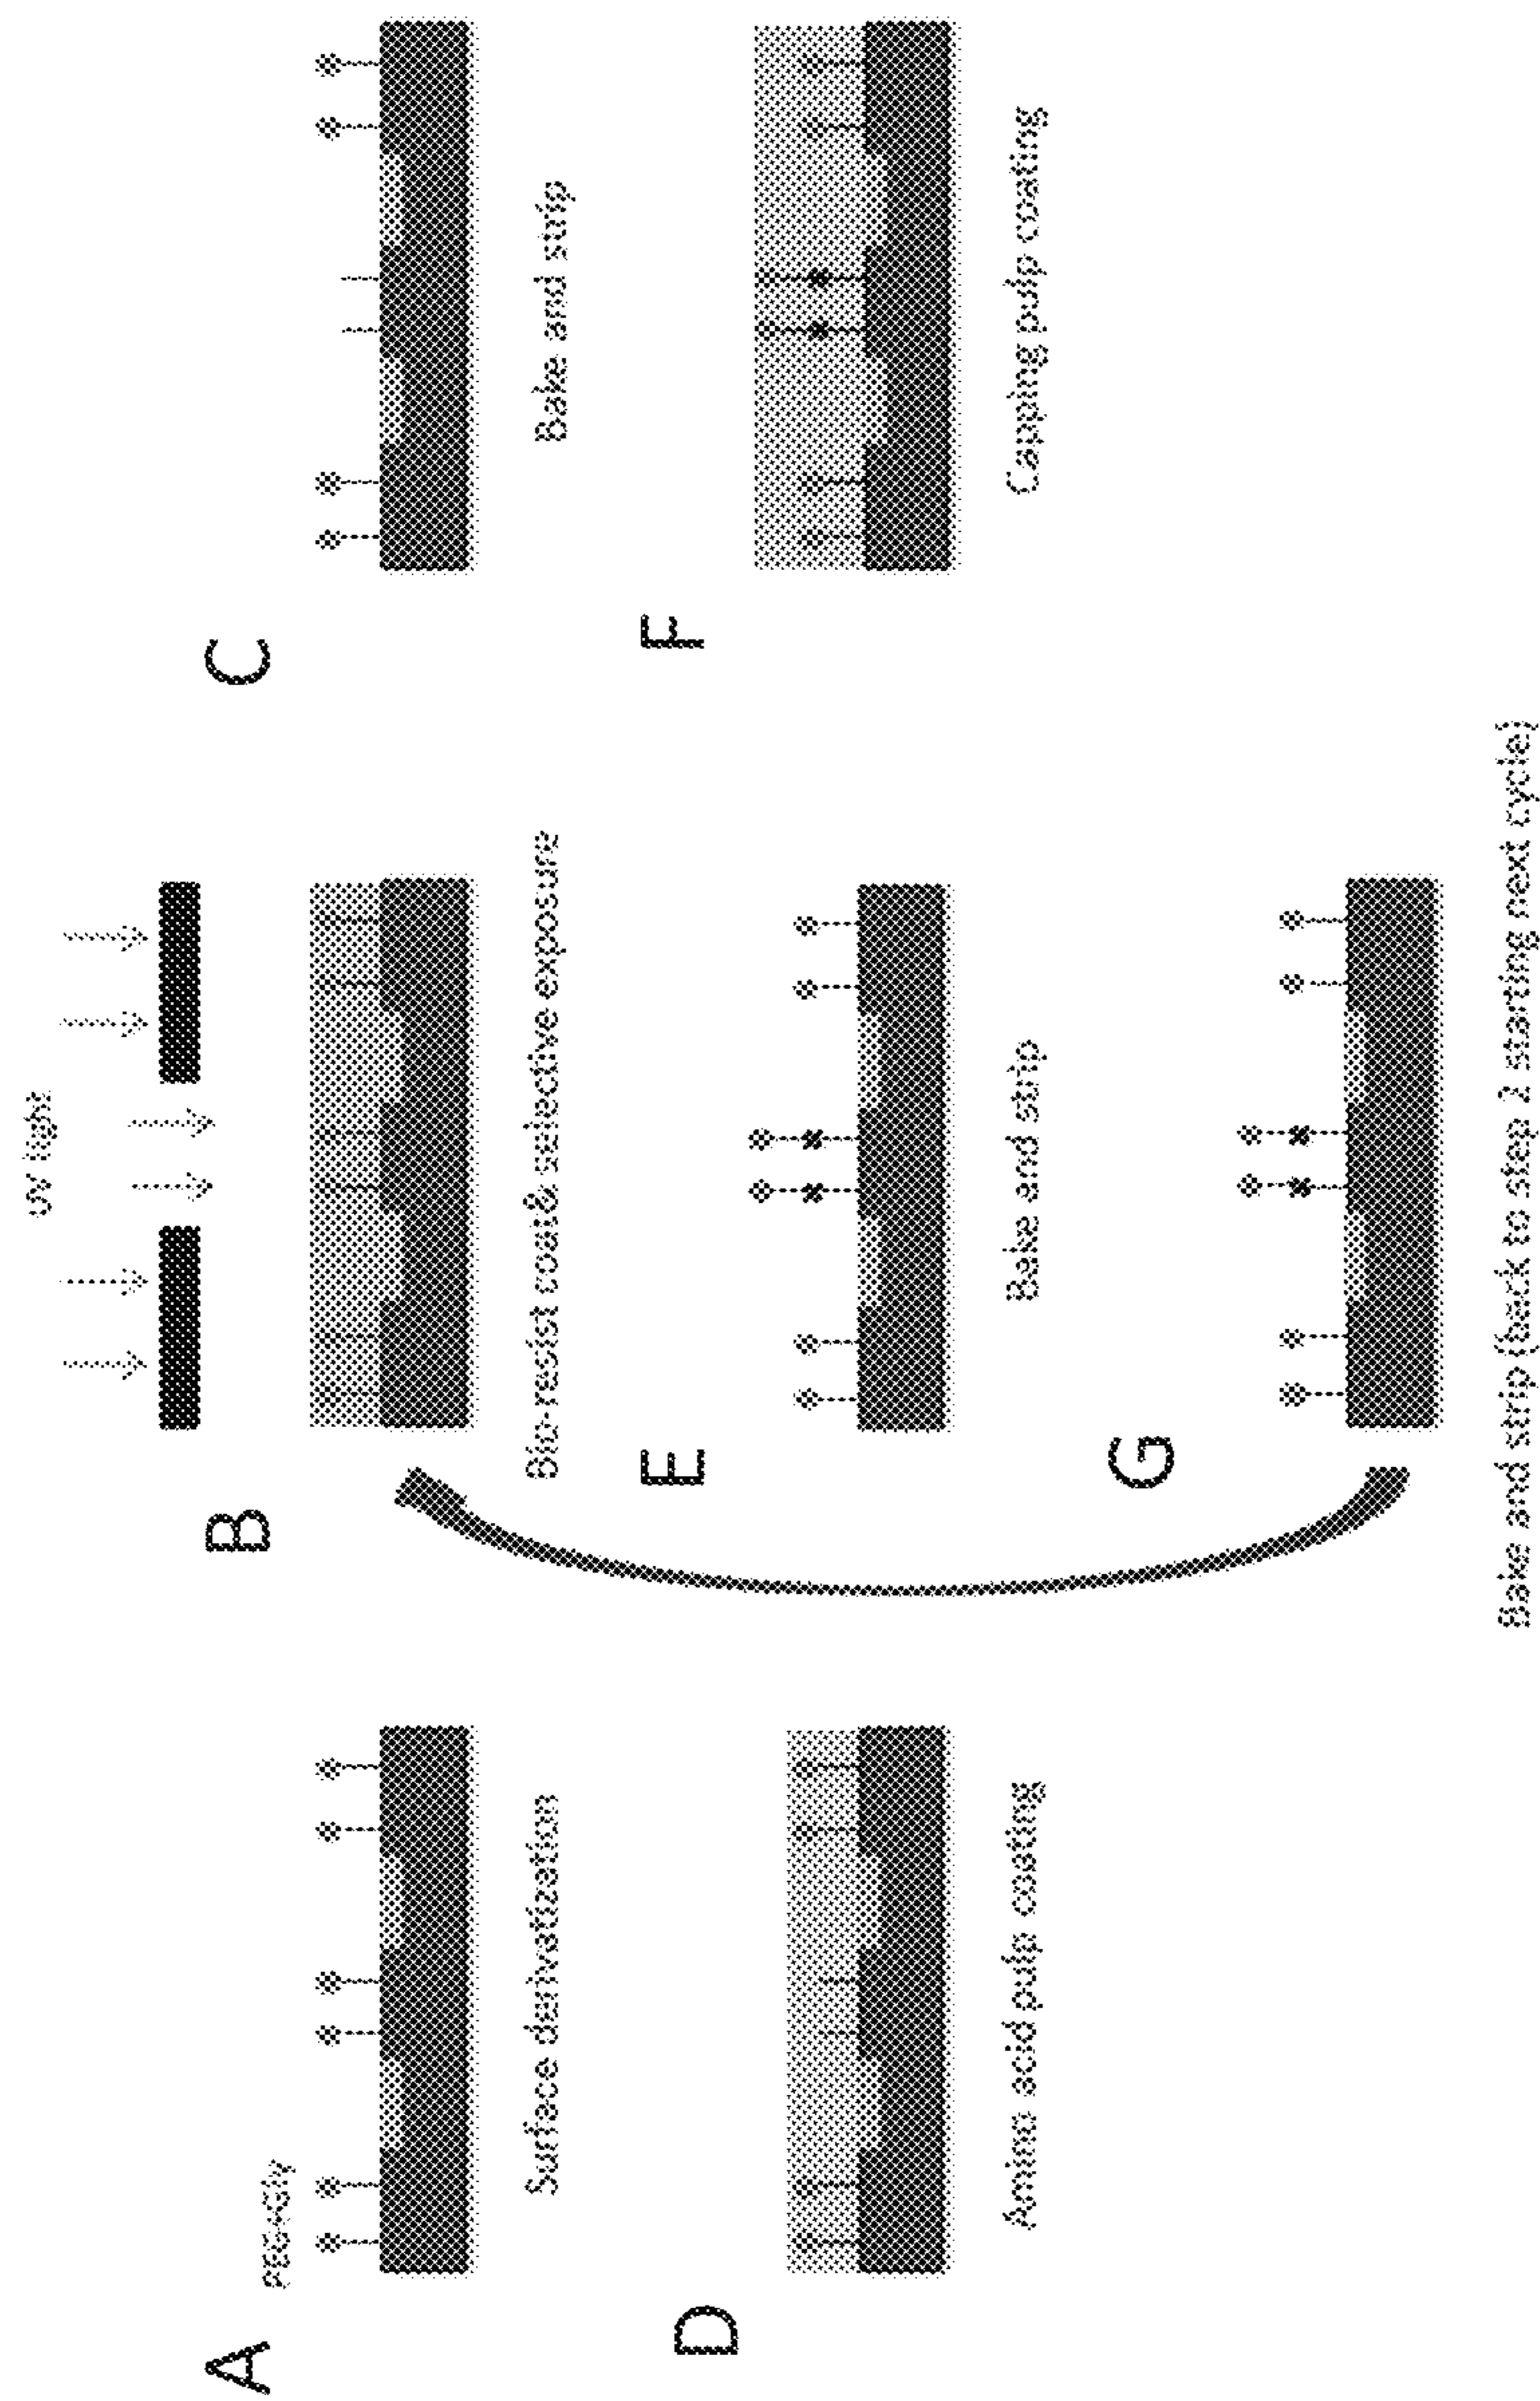 A
PEG+Gly
Surface derivatization
UV light
B
Bio-resist coat& selective exposure
C
Bake and strip
D
Amino acid pulp coating
E
Bake and strip
F
Capping pulp coating
G
Bake and strip (back to step 2 starting next cycle)